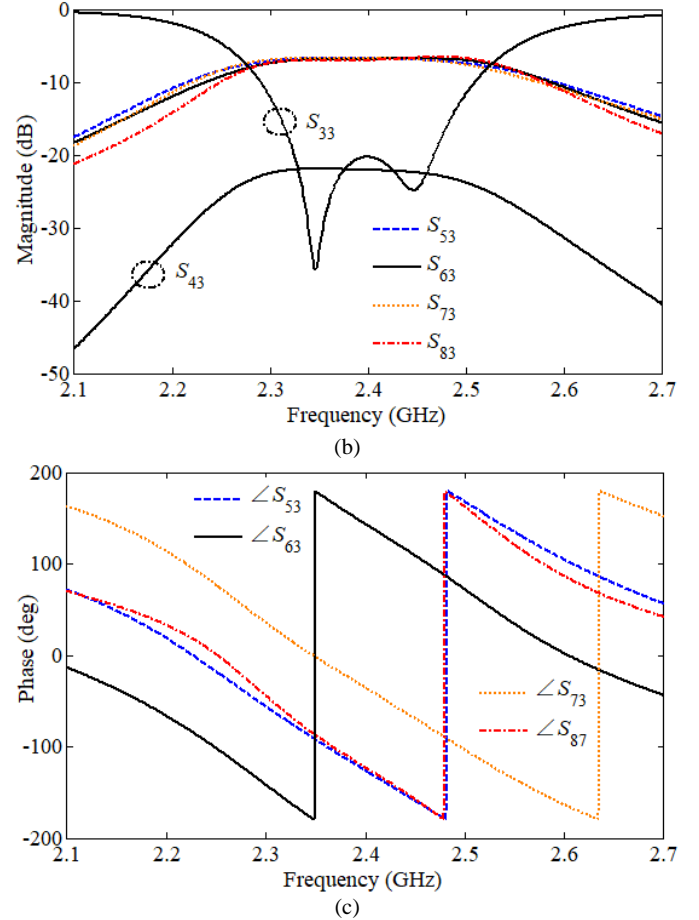 0
-10
-20
-30
-40
-50
Magnitude (dB)
S33
S43
S53
S63
S73
S83
2.1 2.2 2.3 2.4 2.5 2.6 2.7
Frequency (GHz)
(b)
200
100
0
-100
-200
Phase (deg)
∠S53
∠S63
∠S73
∠S87
2.1 2.2 2.3 2.4 2.5 2.6 2.7
Frequency (GHz)
(c)